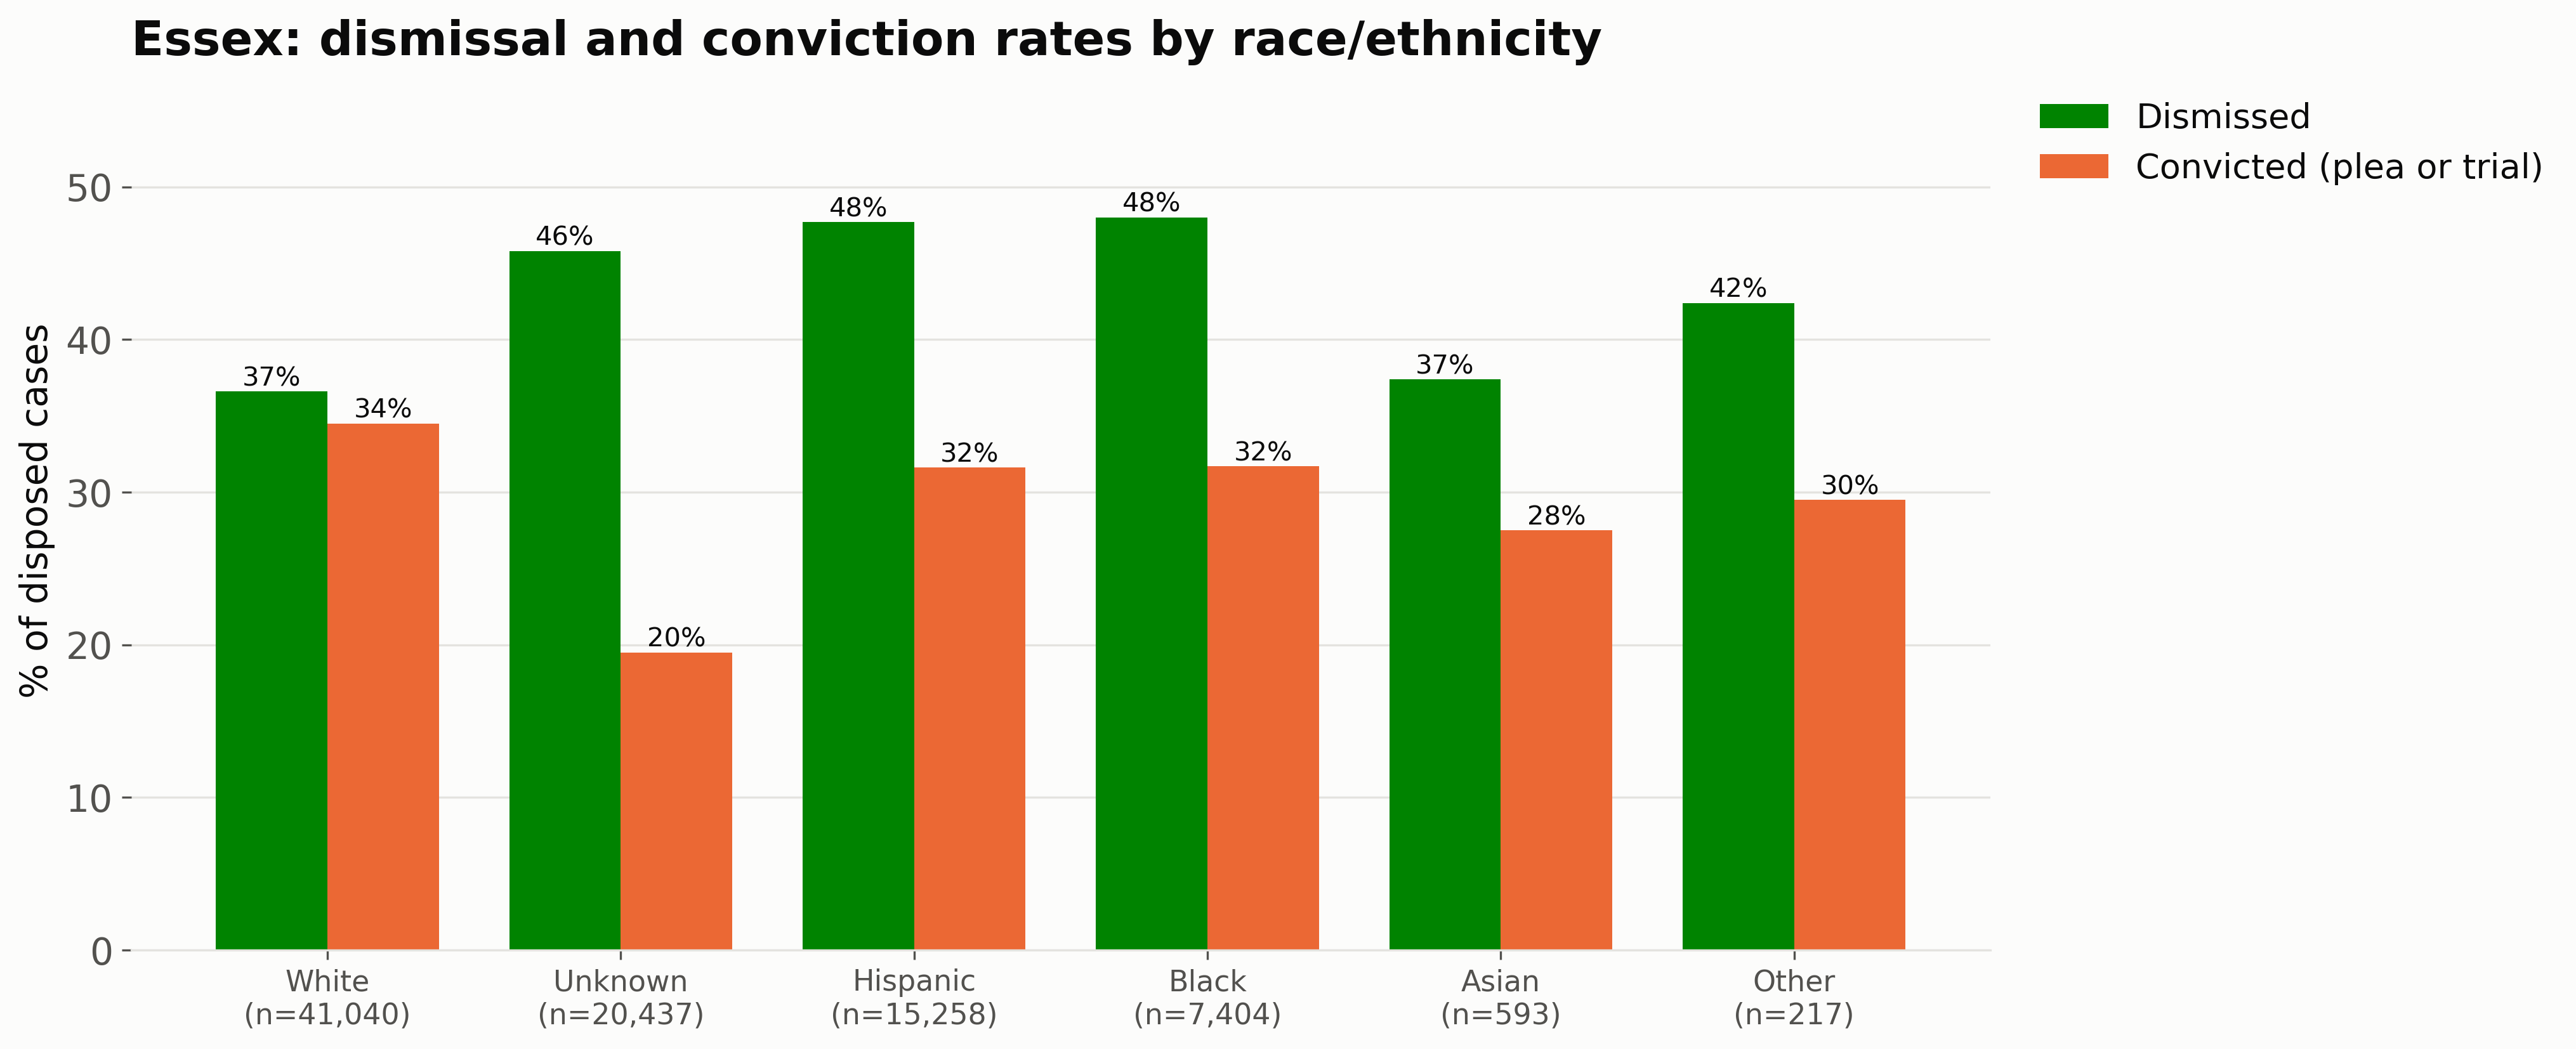 Essex: dismissal and conviction rates by race/ethnicity
Dismissed
Convicted (plea or trial)
% of disposed cases
50
40
30
20
10
0
37%
34%
46%
20%
48%
32%
48%
32%
37%
28%
42%
30%
White
(n=41,040)
Unknown
(n=20,437)
Hispanic
(n=15,258)
Black
(n=7,404)
Asian
(n=593)
Other
(n=217)